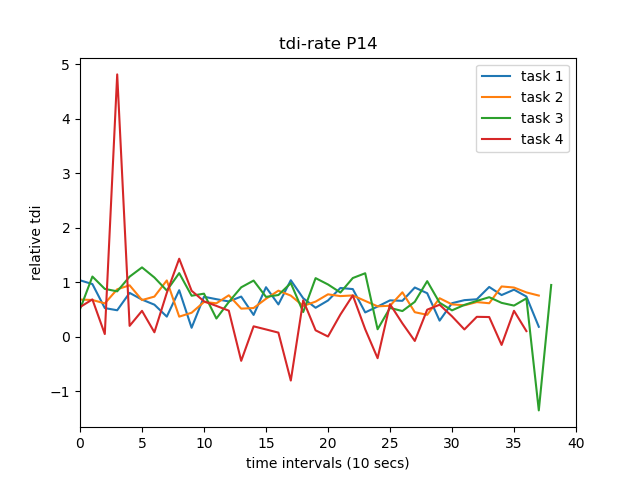 tdi-rate P14
relative tdi
5
4
3
2
1
0
−1
task 1
task 2
task 3
task 4
0 5 10 15 20 25 30 35 40
time intervals (10 secs)